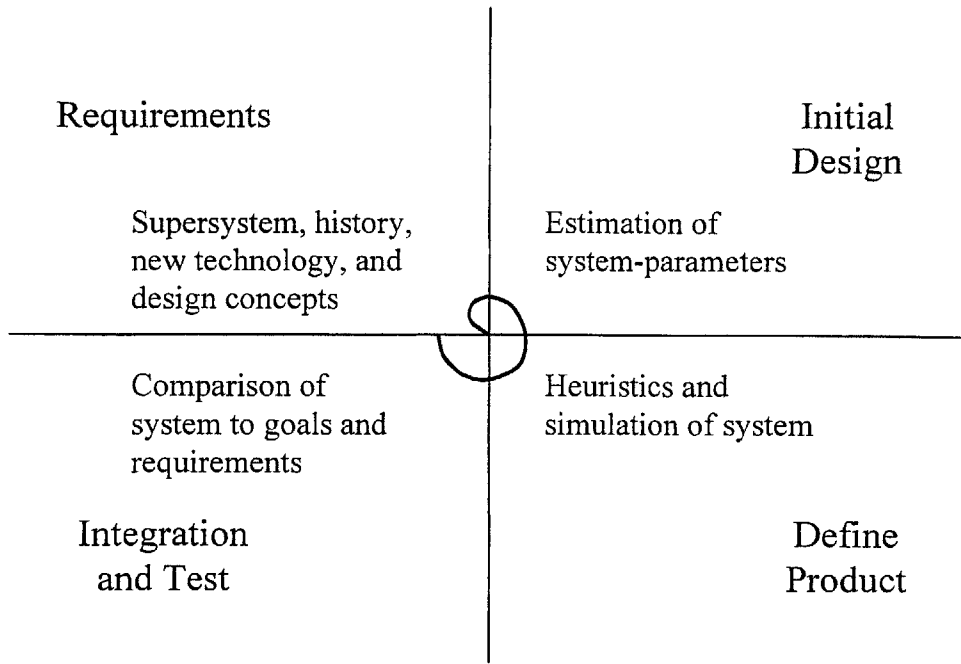 Requirements
Supersystem, history,
new technology, and
design concepts
Initial
Design
Estimation of
system-parameters
Comparison of
system to goals and
requirements
Integration
and Test
Heuristics and
simulation of system
Define
Product